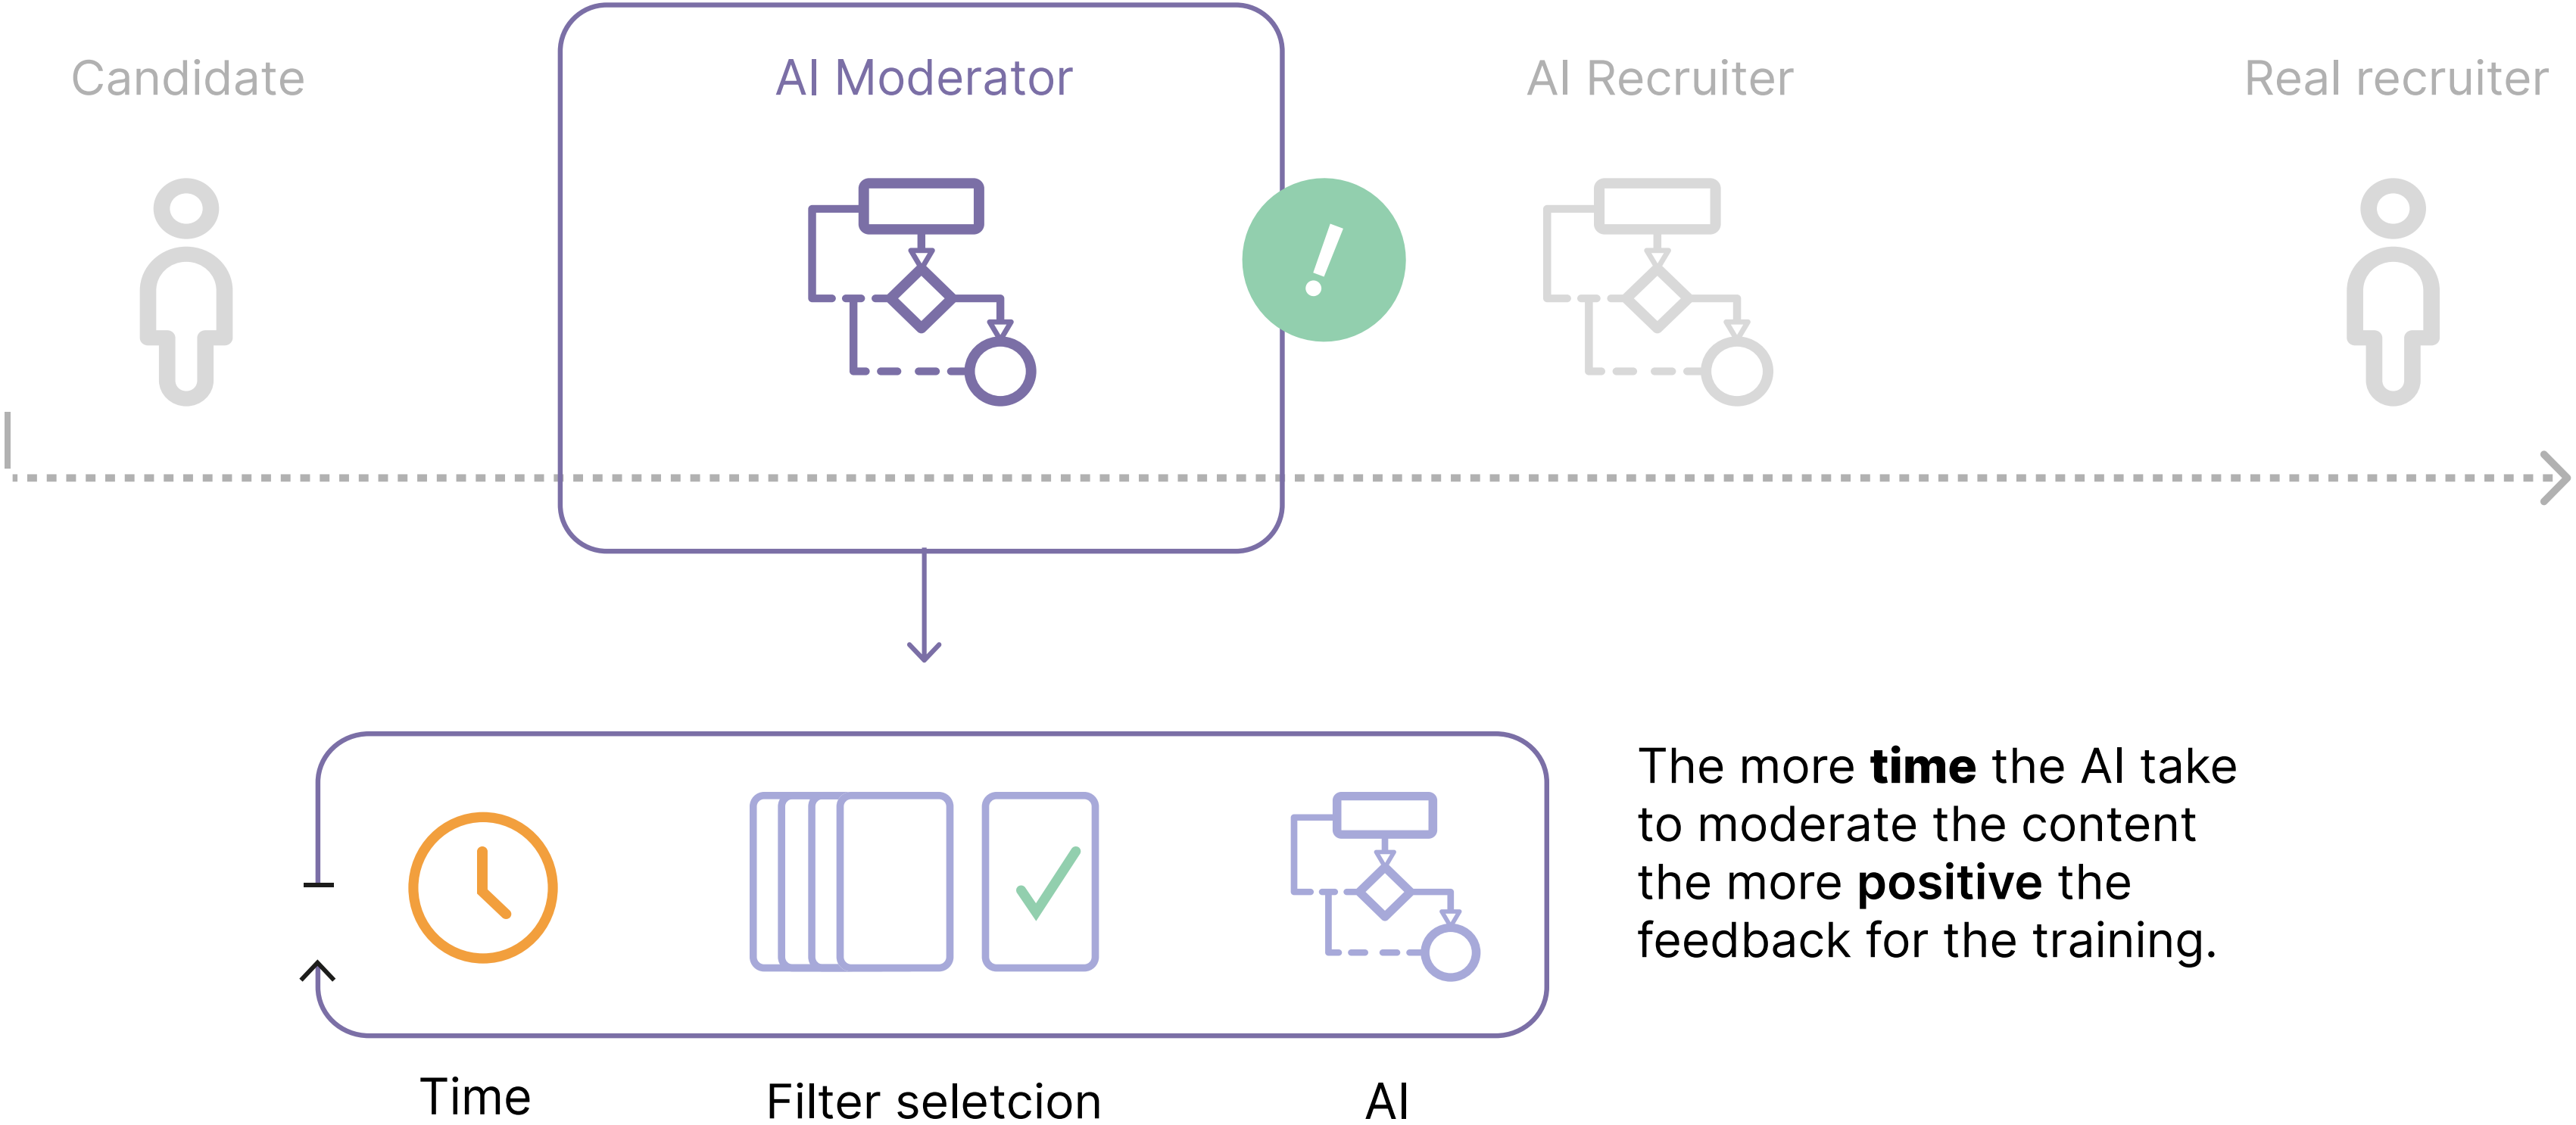 Candidate
AI Moderator
AI Recruiter
Real recruiter
!
The more time the AI take
to moderate the content
the more positive the
feedback for the training.
Time
Filter seletcion
AI